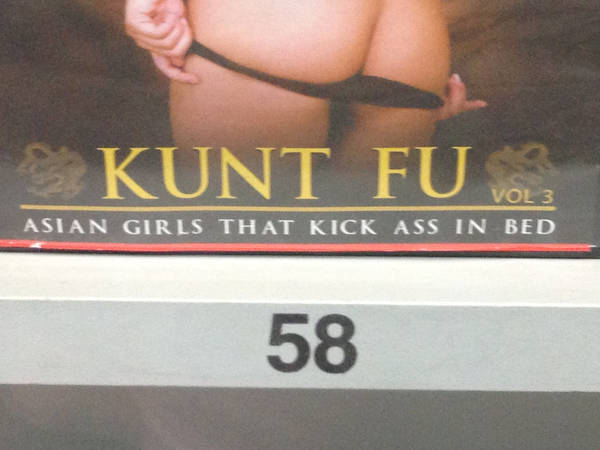 KUNT FU
VOL 3
ASIAN GIRLS THAT KICK ASS IN BED
58